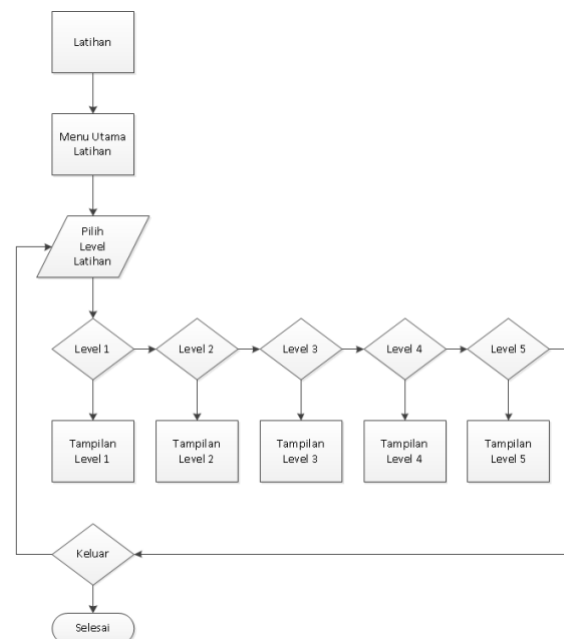 Latihan
Menu Utama
Latihan
Pilih
Level
Latihan
Level 1
Level 2
Level 3
Level 4
Level 5
Tampilan
Level 1
Tampilan
Level 2
Tampilan
Level 3
Tampilan
Level 4
Tampilan
Level 5
Keluar
Selesai